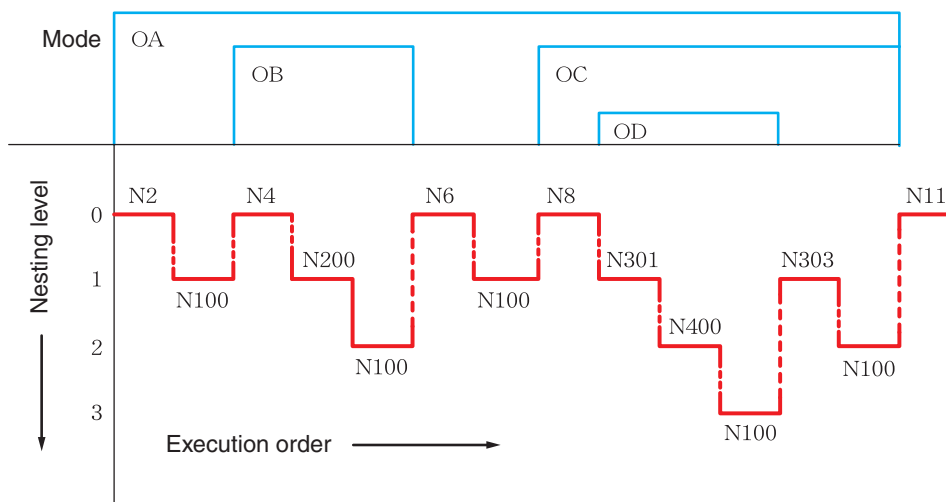 Mode
OA
OB
OC
OD
Nesting level
0
1
2
3
N2
N4
N6
N8
N11
N200
N301
N303
N100
N100
N400
N100
N100
N100
Execution order